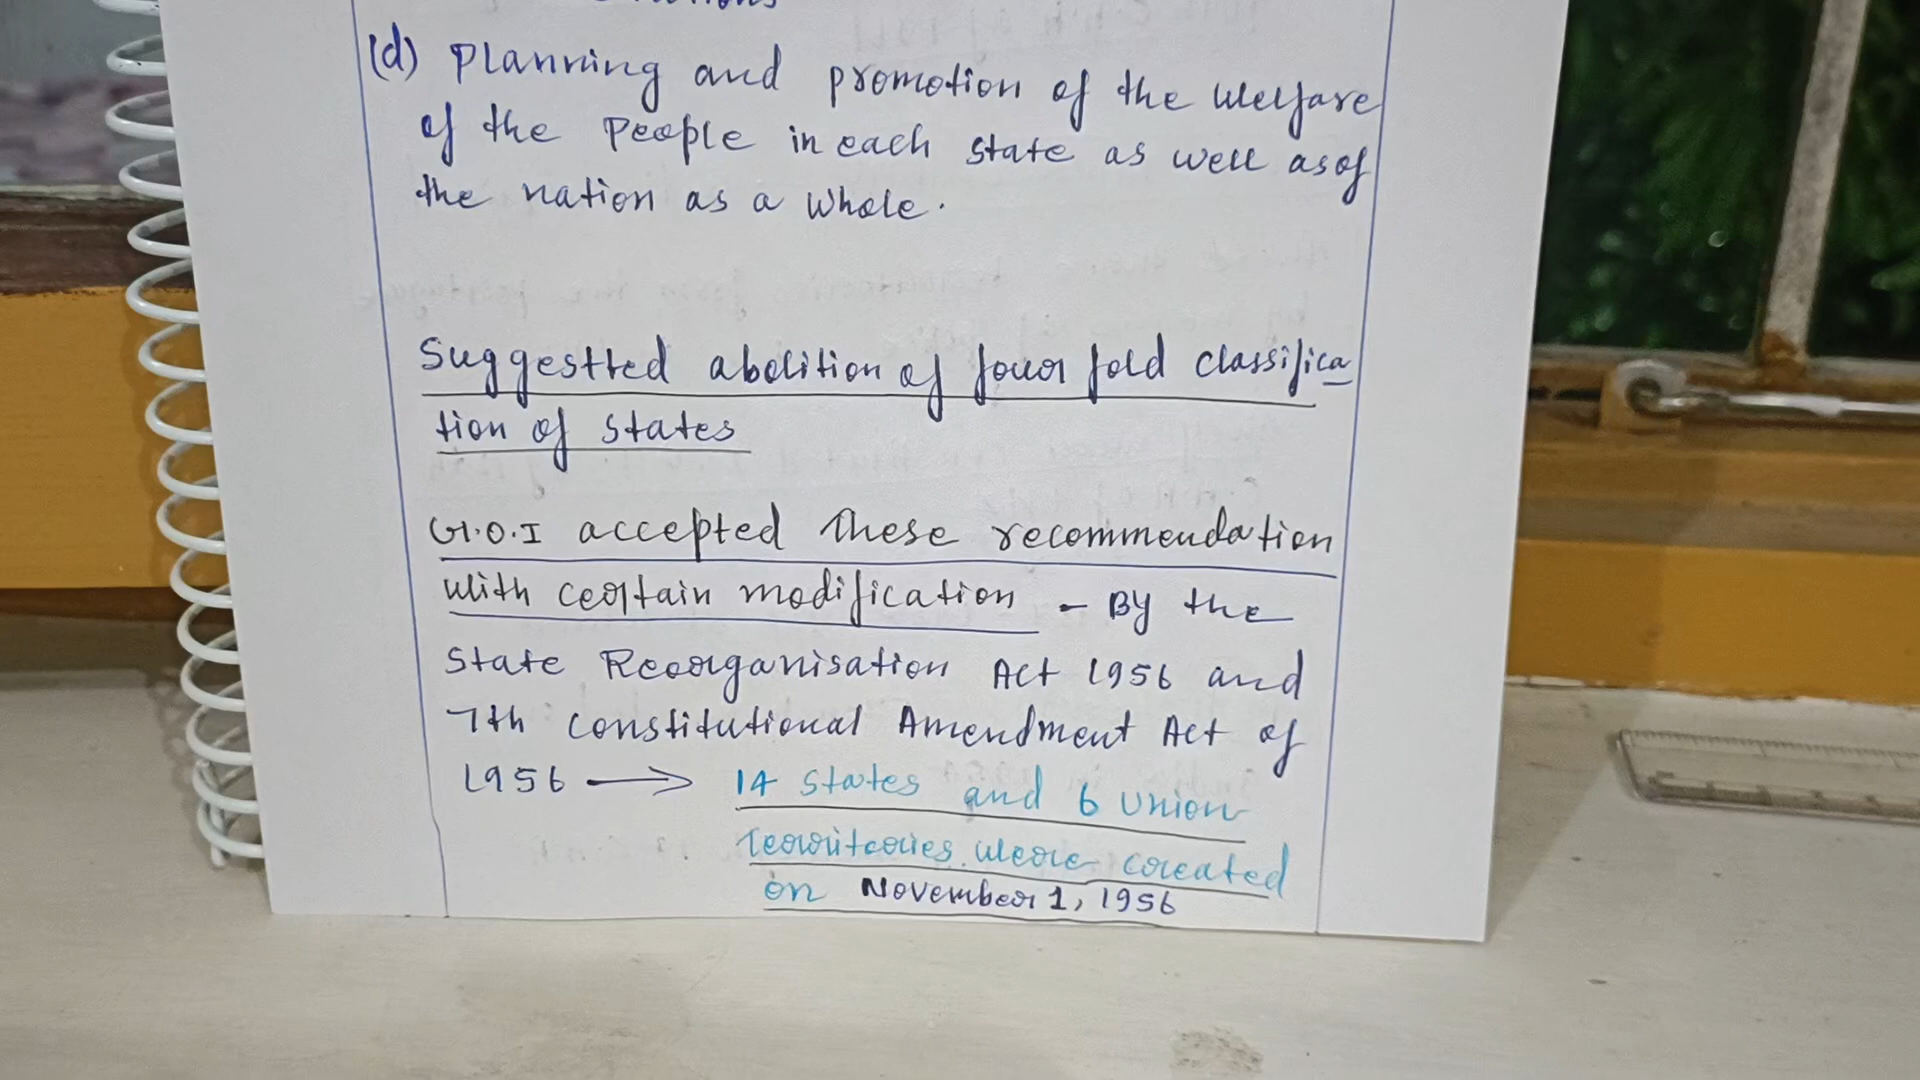 (d) Planning and promotion of the welfare
of the People in each state as well as of
the nation as a whole.
Suggestted abolition of four fold classifica
tion of states
G.O.I accepted these recommendation
with certain modification - By the
State Reorganisation Act 1956 and
7th constitutional Amendment Act of
1956 → 14 states and 6 union
territories were created
on November 1, 1956